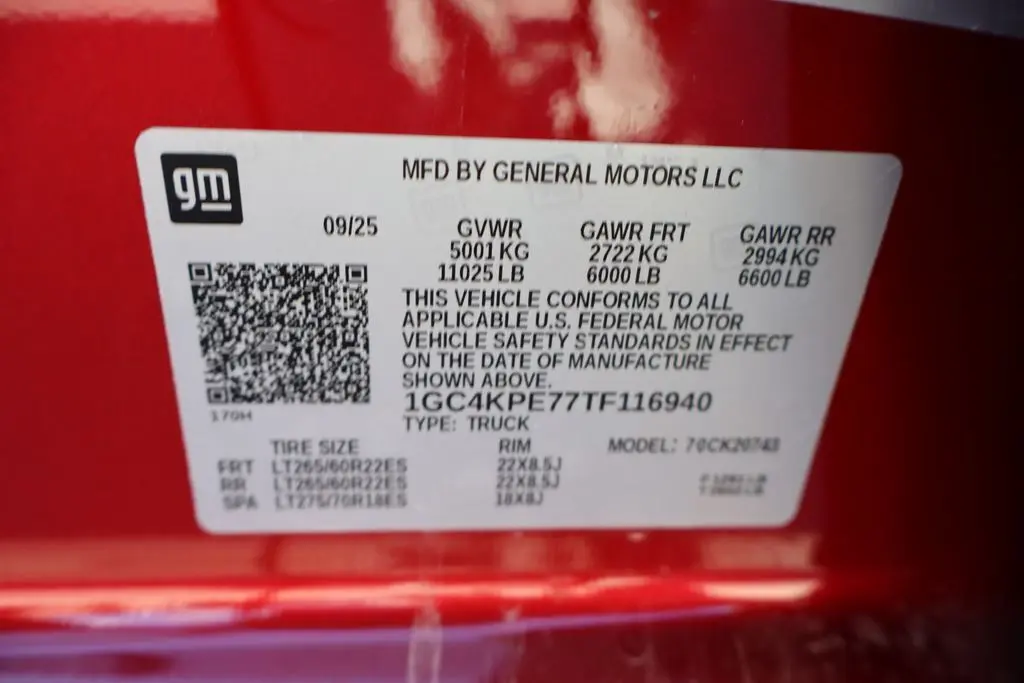 gm
MFD BY GENERAL MOTORS LLC
09/25 GVWR GAWR FRT GAWR RR
5001 KG 2722 KG 2994 KG
11025 LB 6000 LB 6600 LB
THIS VEHICLE CONFORMS TO ALL
APPLICABLE U.S. FEDERAL MOTOR
VEHICLE SAFETY STANDARDS IN EFFECT
ON THE DATE OF MANUFACTURE
SHOWN ABOVE.
1GC4KPE77TF116940
170H
TYPE: TRUCK
TIRE SIZE RIM MODEL: 70CK20743
FRT LT265/60R22ES 22X8.5J
RR LT265/60R22ES 22X8.5J
SPA LT275/70R18ES 18X8J